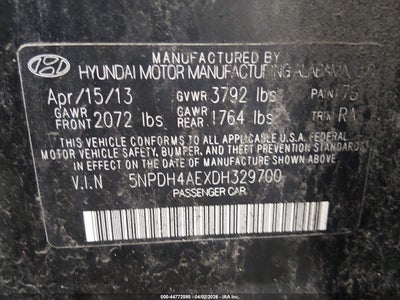 MANUFACTURED BY
HYUNDAI MOTOR MANUFACTURING ALABAMA
Apr/15/13 GVWR 3792 lbs PAINT
GAWR FRONT 2072 lbs GAWR REAR 1764 lbs TRIM
THIS VEHICLE CONFORMS TO ALL APPLICABLE U.S.A. FEDERAL
MOTOR VEHICLE SAFETY, BUMPER, AND THEFT PREVENTION STANDARDS
IN EFFECT ON THE DATE OF MANUFACTURE SHOWN ABOVE.
V.I.N 5NPDH4AEXDH329700
PASSENGER CAR
000-44772590 - 04/02/2026 - IAA Inc.